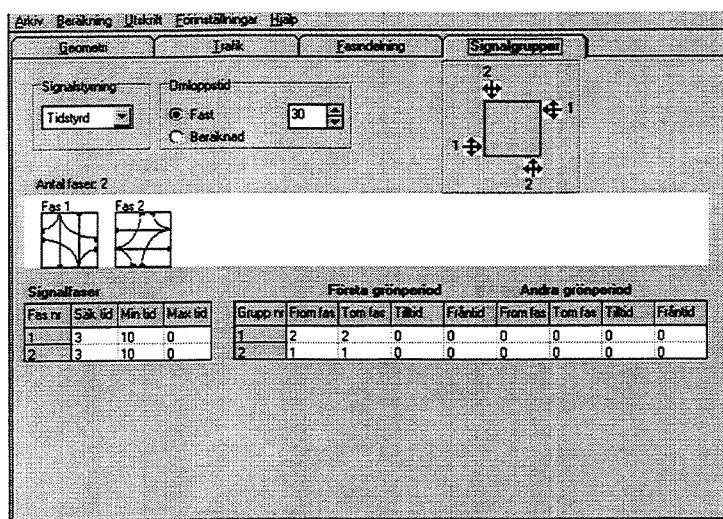 Arkiv Beräkning Utskrift Förinställningar Hjälp
Geometri Trafik Fasindelning Signalgrupper
Signalstyrning
Tidstyrd
Omloppstid
Fast 30
Beräknad
2
1
1
2
Antal faser: 2
Fas 1 Fas 2
Signalfaser
Fas nr Säk tid Min tid Max tid
1 3 10 0
2 3 10 0
Första grönperiod Andra grönperiod
Grupp nr From fas Tom fas Tilltid Fråntid From fas Tom fas Tilltid Fråntid
1 2 2 0 0 0 0 0 0
2 1 1 0 0 0 0 0 0